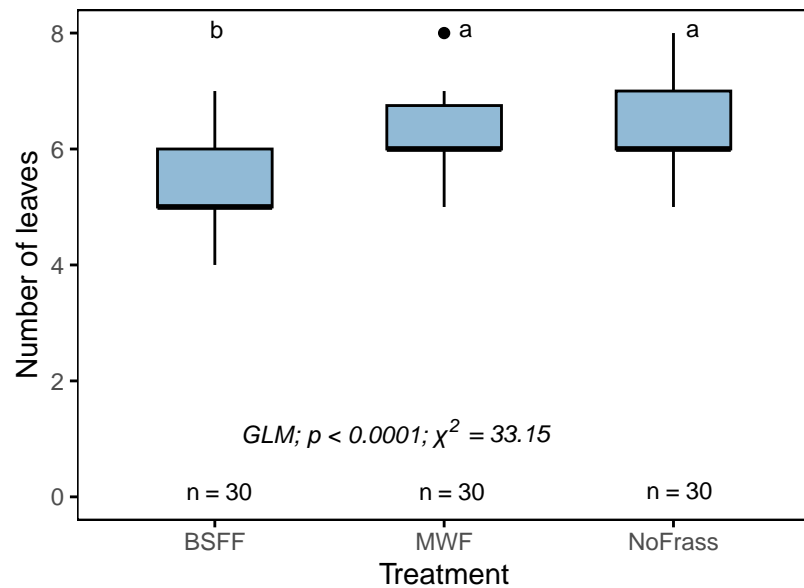 8
b
a
a
6
4
2
0
Number of leaves
GLM; p < 0.0001; χ² = 33.15
n = 30
n = 30
n = 30
BSFF
MWF
NoFrass
Treatment